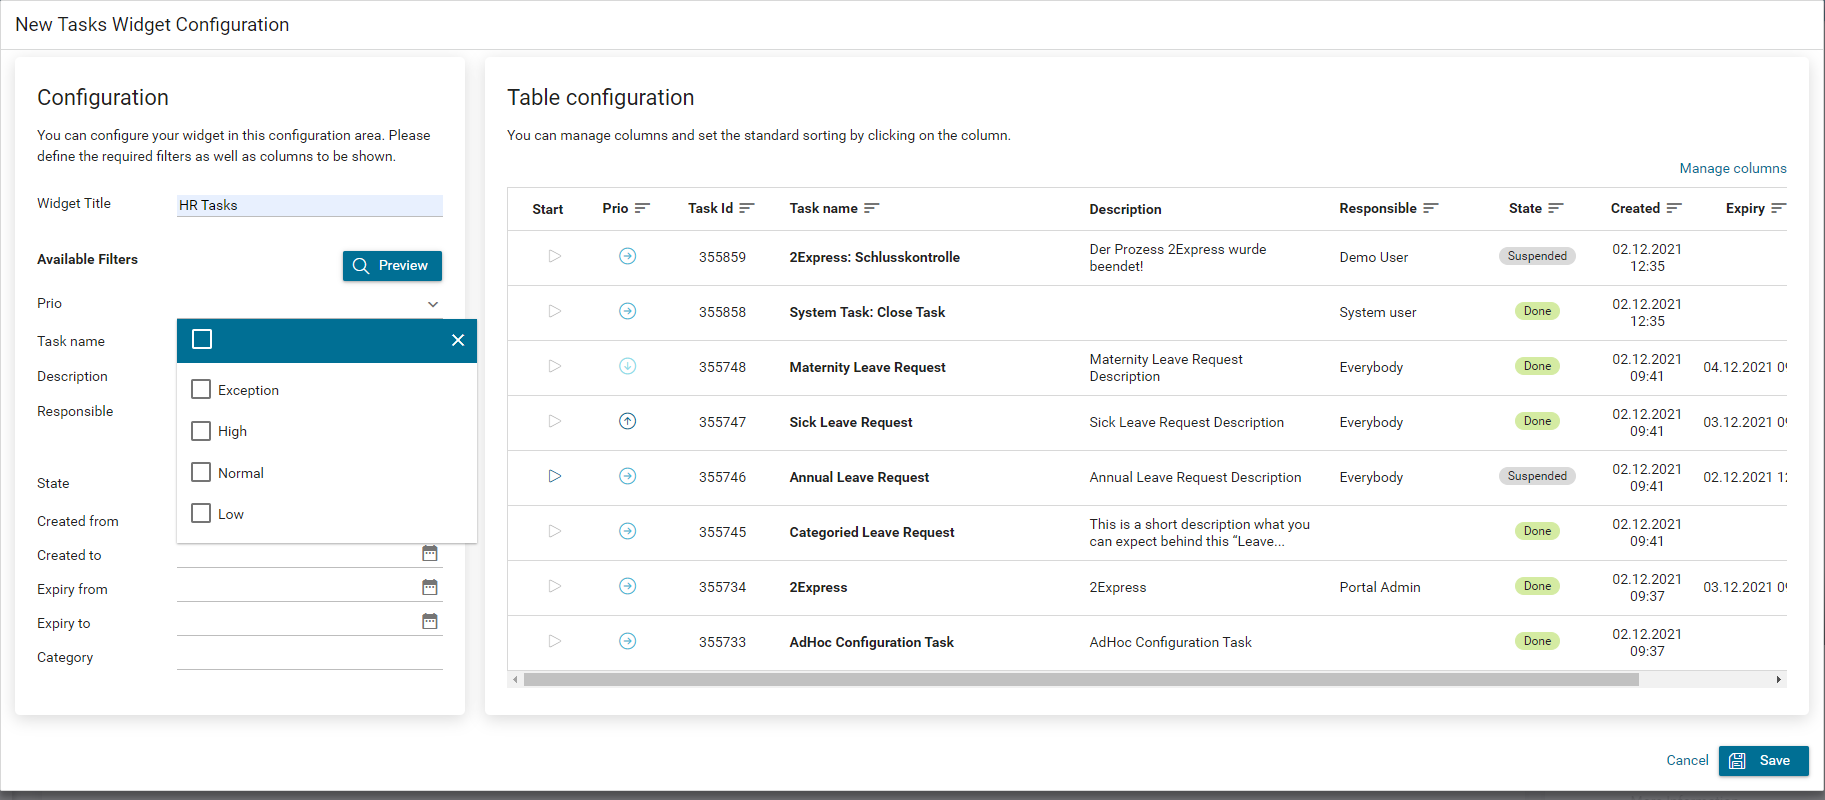 New Tasks Widget Configuration
Configuration
You can configure your widget in this configuration area. Please
define the required filters as well as columns to be shown.
Widget Title
HR Tasks
Available Filters
Preview
Prio
Task name
Description
Responsible
State
Created from
Created to
Expiry from
Expiry to
Category
Exception
High
Normal
Low
Table configuration
You can manage columns and set the standard sorting by clicking on the column.
Manage columns
Start Prio Task Id Task name Description Responsible State Created Expiry
355859 2Express: Schlusskontrolle Der Prozess 2Express wurde beendet! Demo User Suspended 02.12.2021 12:35
355858 System Task: Close Task System user Done 02.12.2021 12:35
355748 Maternity Leave Request Maternity Leave Request Description Everybody Done 02.12.2021 09:41 04.12.2021
355747 Sick Leave Request Sick Leave Request Description Everybody Done 02.12.2021 09:41 03.12.2021
355746 Annual Leave Request Annual Leave Request Description Everybody Suspended 02.12.2021 09:41 02.12.2021
355745 Categoried Leave Request This is a short description what you can expect behind this “Leave... Done 02.12.2021 09:41
355734 2Express 2Express Portal Admin Done 02.12.2021 09:37 03.12.2021
355733 AdHoc Configuration Task AdHoc Configuration Task Done 02.12.2021 09:37
Cancel
Save